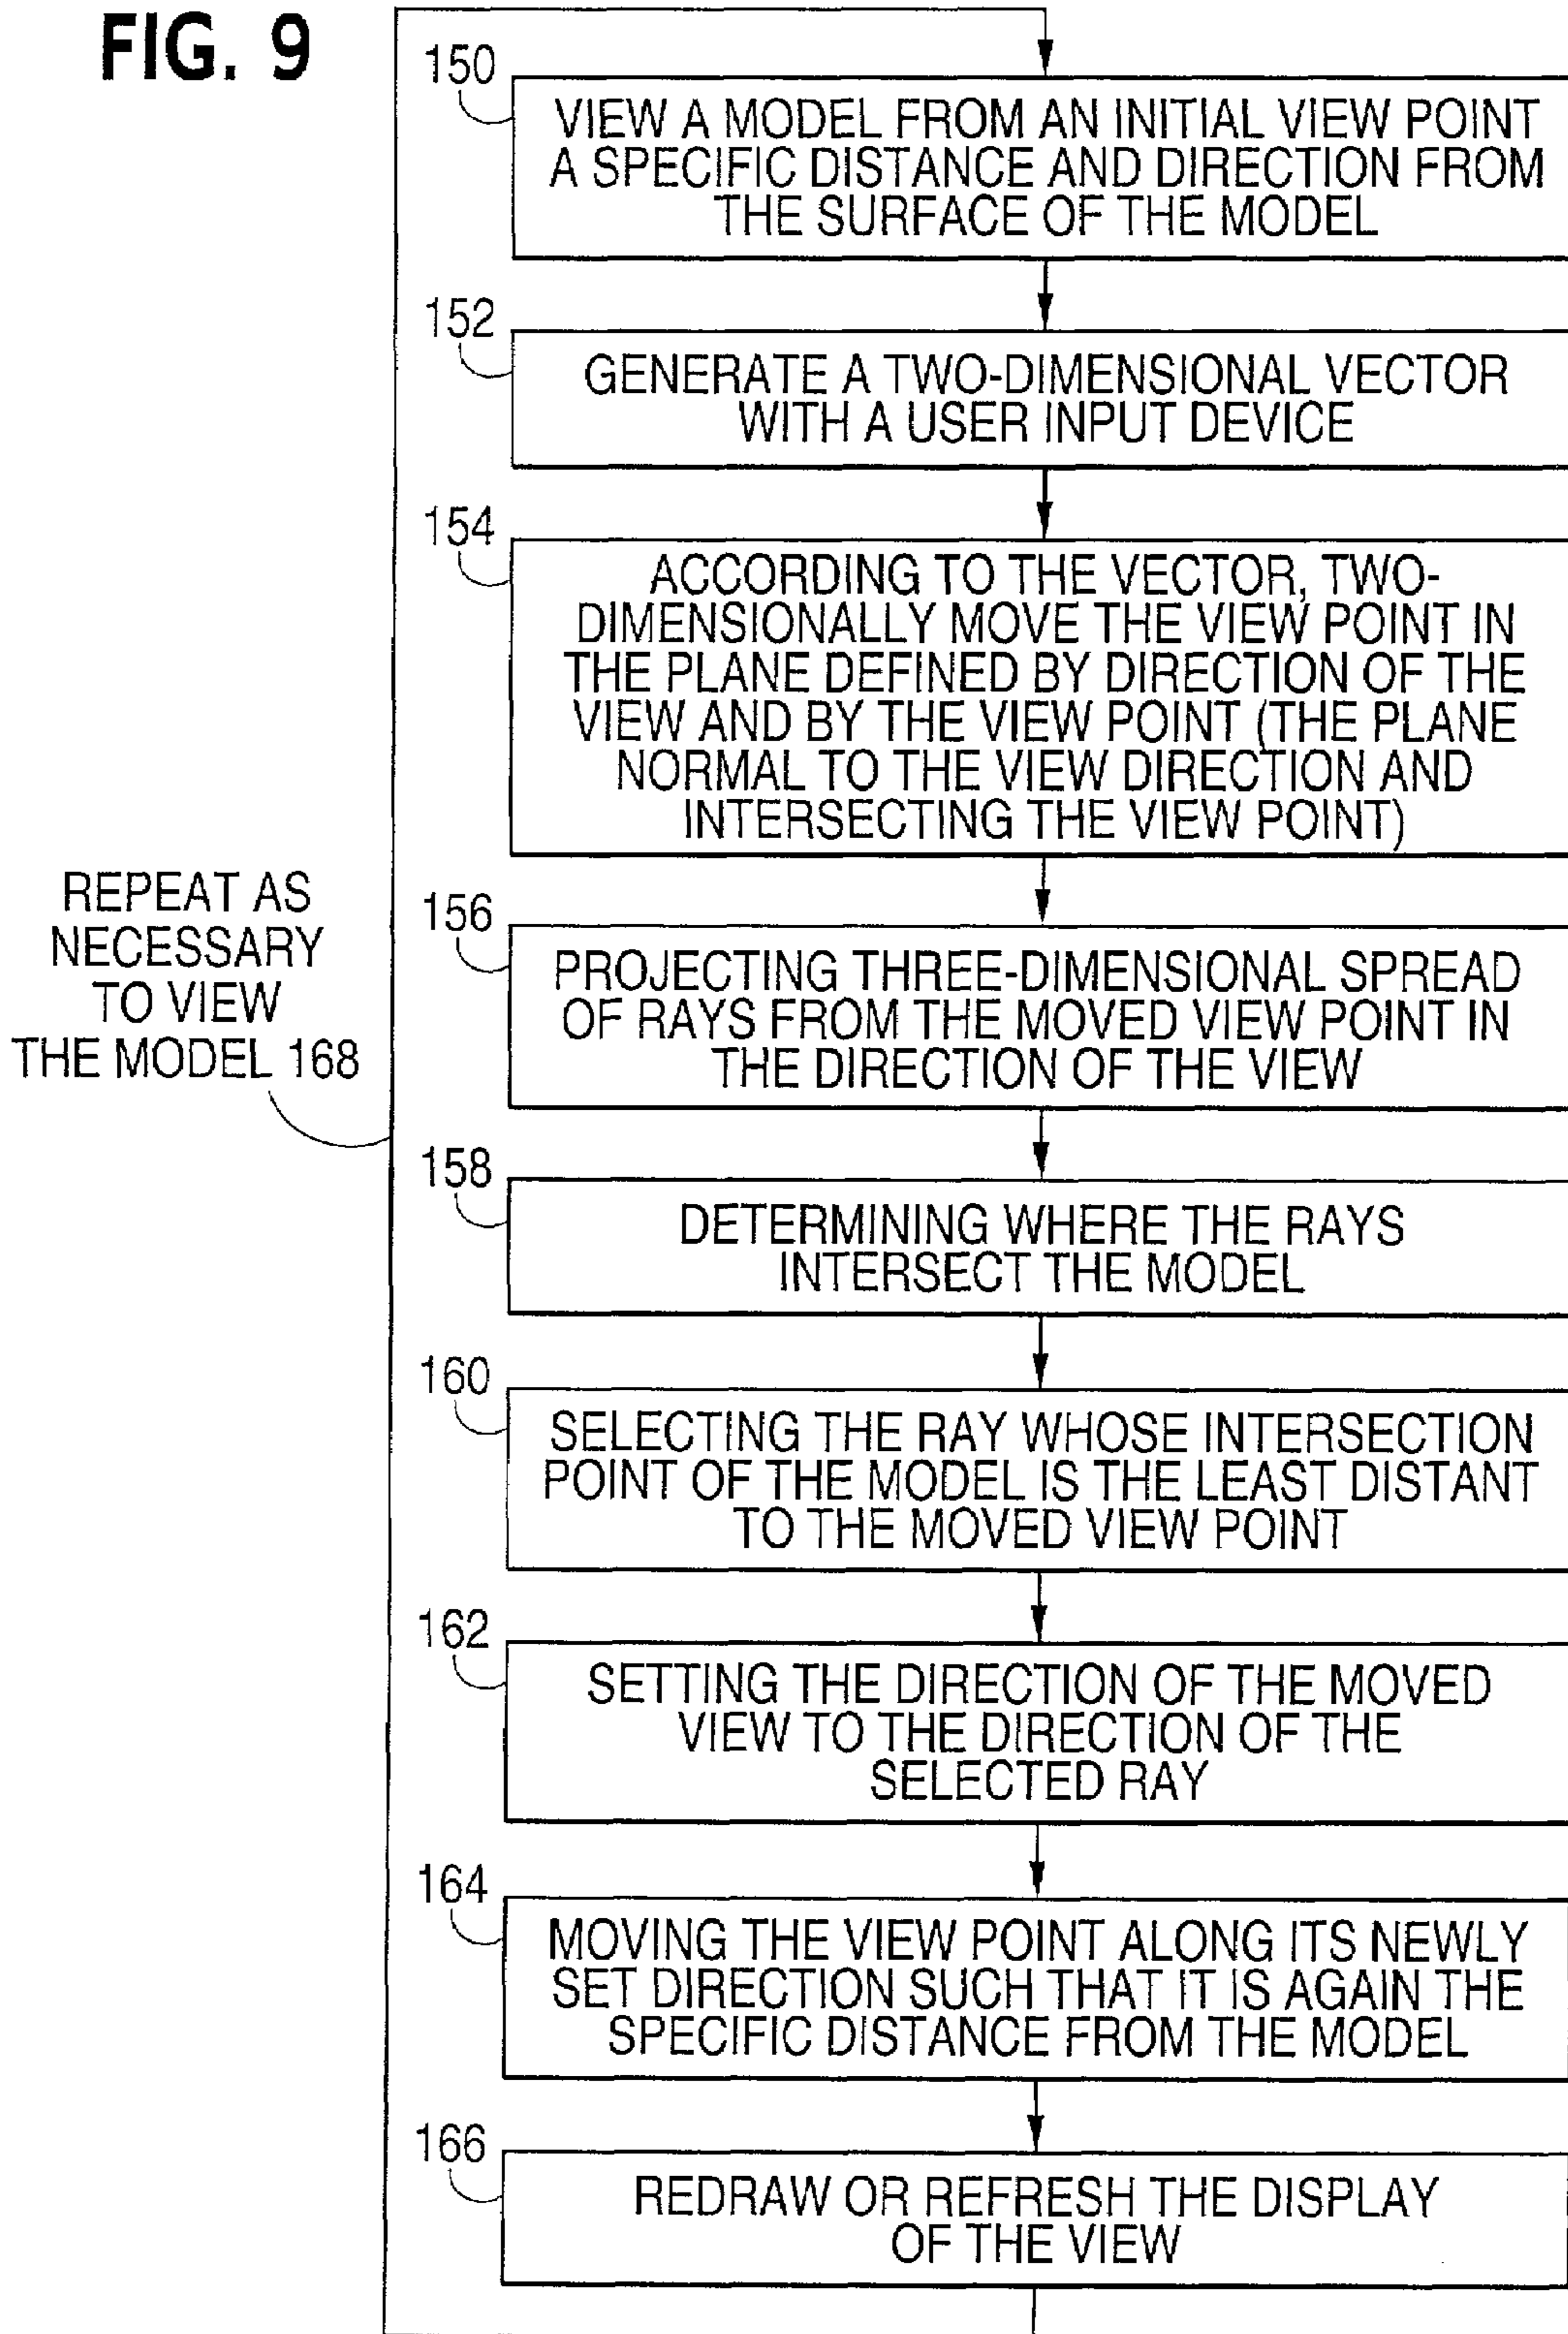 FIG. 9
150
VIEW A MODEL FROM AN INITIAL VIEW POINT
A SPECIFIC DISTANCE AND DIRECTION FROM
THE SURFACE OF THE MODEL
152
GENERATE A TWO-DIMENSIONAL VECTOR
WITH A USER INPUT DEVICE
154
ACCORDING TO THE VECTOR, TWO-
DIMENSIONALLY MOVE THE VIEW POINT IN
THE PLANE DEFINED BY DIRECTION OF THE
VIEW AND BY THE VIEW POINT (THE PLANE
NORMAL TO THE VIEW DIRECTION AND
INTERSECTING THE VIEW POINT)
REPEAT AS
NECESSARY
TO VIEW
THE MODEL 168
156
PROJECTING THREE-DIMENSIONAL SPREAD
OF RAYS FROM THE MOVED VIEW POINT IN
THE DIRECTION OF THE VIEW
158
DETERMINING WHERE THE RAYS
INTERSECT THE MODEL
160
SELECTING THE RAY WHOSE INTERSECTION
POINT OF THE MODEL IS THE LEAST DISTANT
TO THE MOVED VIEW POINT
162
SETTING THE DIRECTION OF THE MOVED
VIEW TO THE DIRECTION OF THE
SELECTED RAY
164
MOVING THE VIEW POINT ALONG ITS NEWLY
SET DIRECTION SUCH THAT IT IS AGAIN THE
SPECIFIC DISTANCE FROM THE MODEL
166
REDRAW OR REFRESH THE DISPLAY
OF THE VIEW